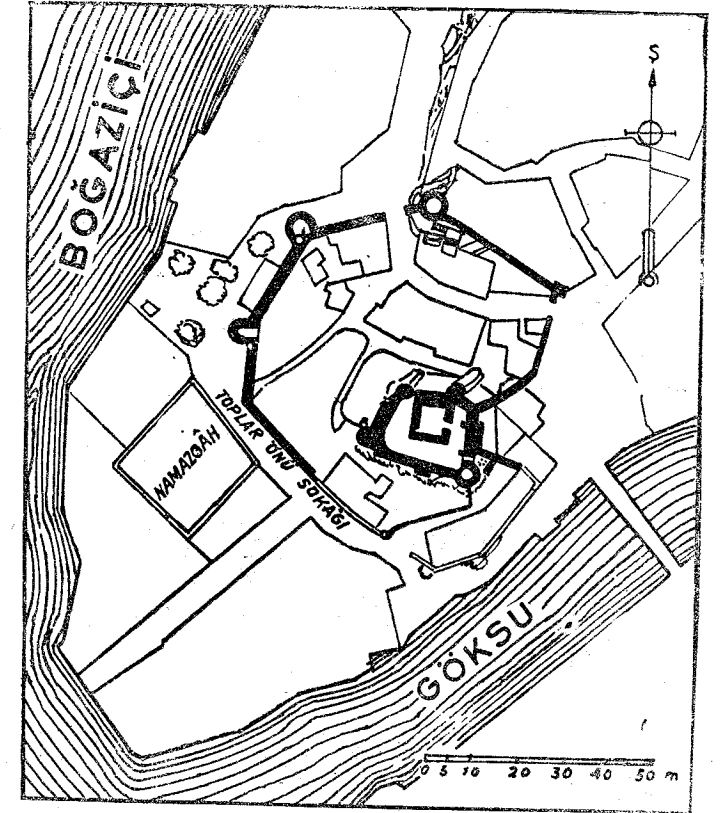 BOĞAZİÇİ
Ş
TOPLAR ÖNÜ SOKAĞI
NAMAZGÂH
GÖKSU
0 5 10 20 30 40 50 m